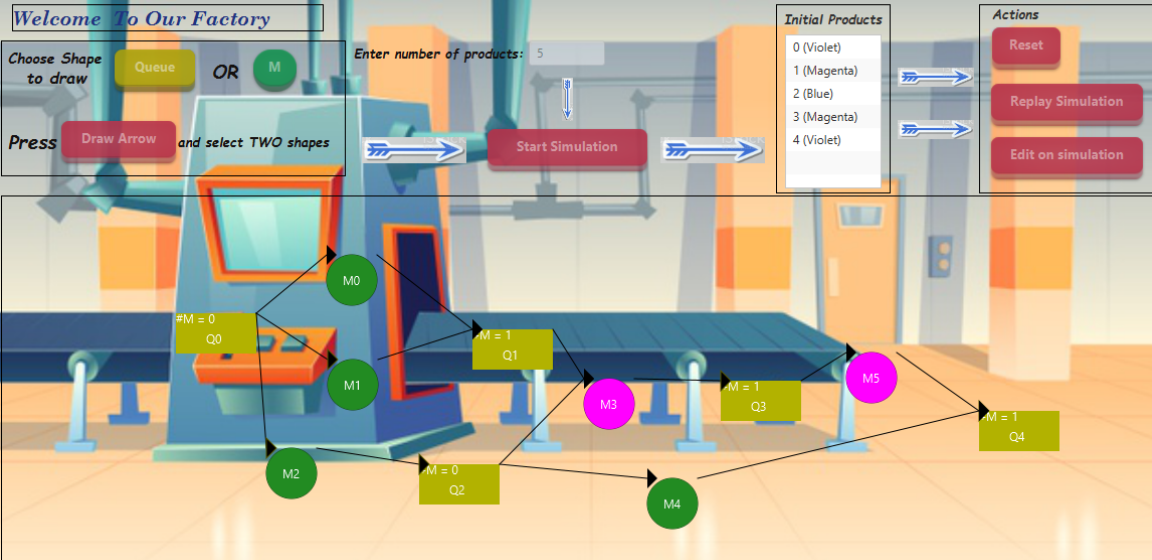 Welcome To Our Factory
Choose Shape
to draw
Queue
OR
M
Press
Draw Arrow
and select TWO shapes
Enter number of products:
5
Start Simulation
Initial Products
0 (Violet)
1 (Magenta)
2 (Blue)
3 (Magenta)
4 (Violet)
Actions
Reset
Replay Simulation
Edit on simulation
M0
#M = 0
Q0
M1
M = 1
Q1
M2
M = 0
Q2
M3
M = 1
Q3
M4
M5
M = 1
Q4